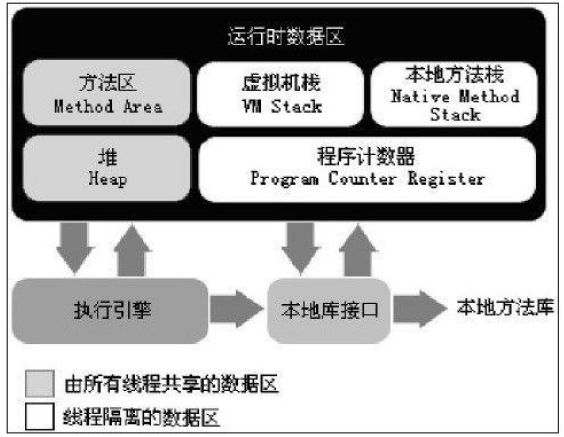 运行时数据区
方法区
Method Area
虚拟机栈
VM Stack
本地方法栈
Native Method
Stack
堆
Heap
程序计数器
Program Counter Register
执行引擎
本地库接口
本地方法库
由所有线程共享的数据区
线程隔离的数据区